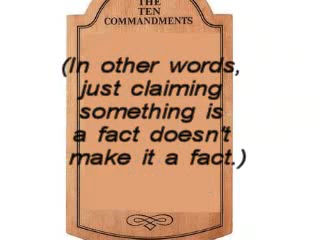 THE
TEN
COMMANDMENTS
(In other words,
just claiming
something is
a fact doesn't
make it a fact.)